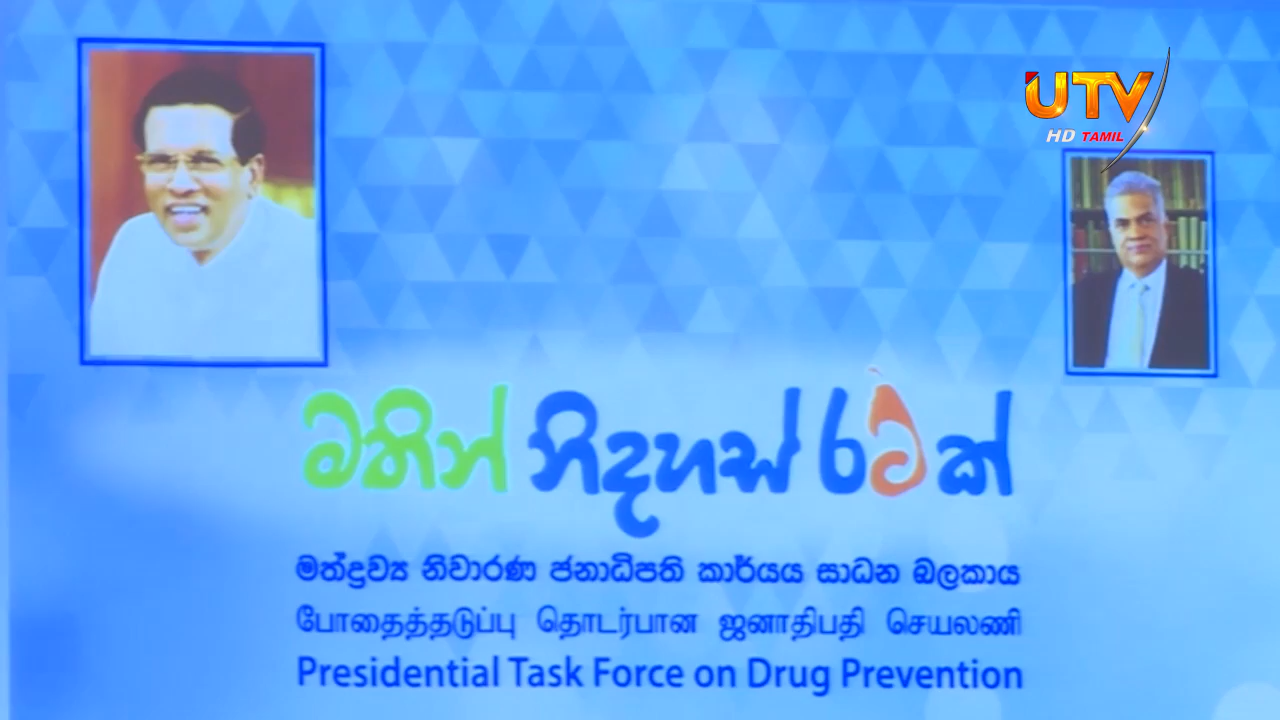 UTV
HD TAMIL
මතින් නිදහස් රටක්
මත්ද්‍රව්‍ය නිවාරණ ජනාධිපති කාර්යය සාධන බලකාය
போதைத்தடுப்பு தொடர்பான ஜனாதிபதி செயலணி
Presidential Task Force on Drug Prevention